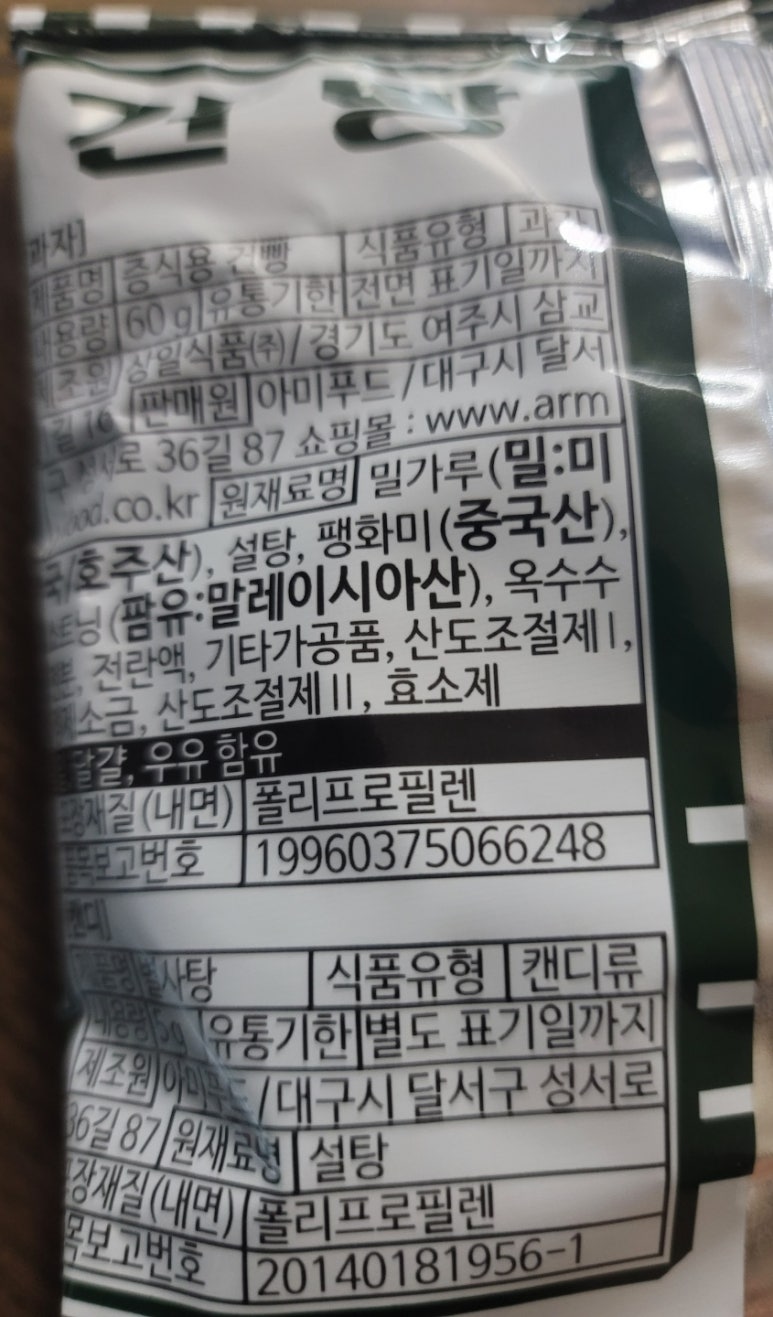 건빵
과자]
제품명 증식용 건빵 식품유형 과자
내용량 60g 유통기한 전면 표기일까지
제조원 상일식품(주)/경기도 여주시 삼교
길 16 판매원 아미푸드/대구시 달서
구 성서로 36길 87 쇼핑몰 : www.arm
food.co.kr 원재료명 밀가루(밀:미
국/호주산), 설탕, 팽화미(중국산),
트닝(팜유:말레이시아산), 옥수수
전란액, 기타가공품, 산도조절제I,
소금, 산도조절제II, 효소제
달걀, 우유 함유
장재질(내면) 폴리프로필렌
품목보고번호 19960375066248
캔디]
제품명 별사탕 식품유형 캔디류
내용량 5g 유통기한 별도 표기일까지
제조원 아미푸드/대구시 달서구 성서로
36길 87 원재료명 설탕
장재질(내면) 폴리프로필렌
목보고번호 20140181956-1